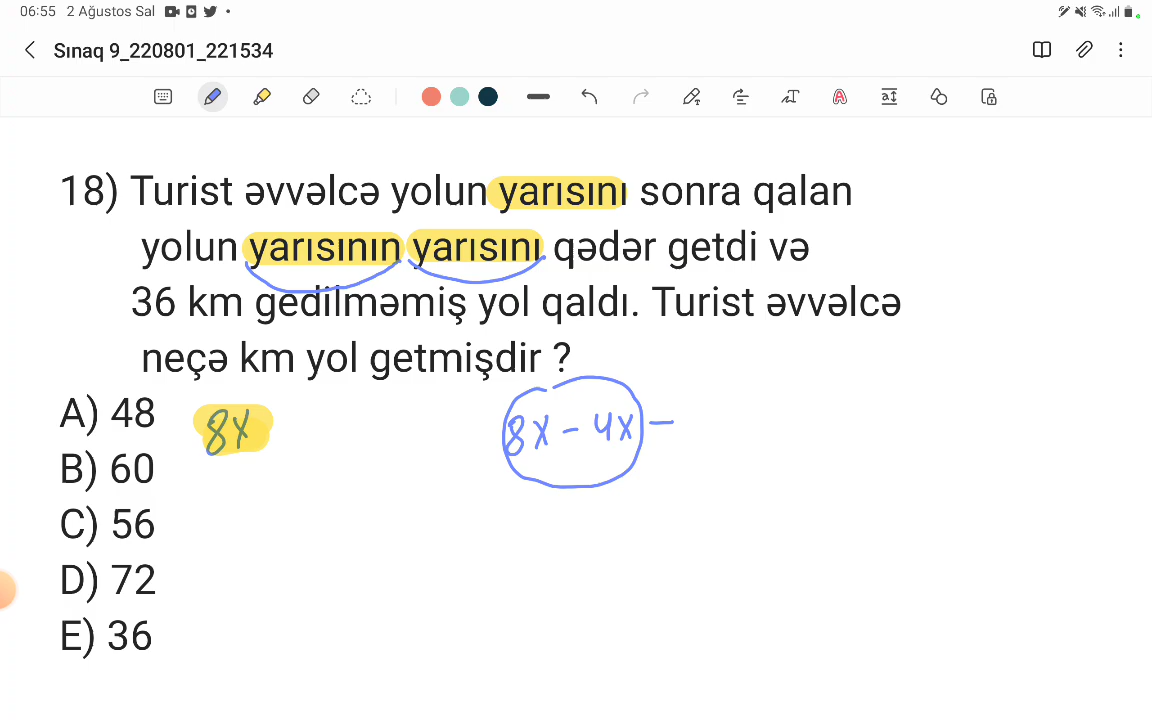 06:55 2 Ağustos Sal
Sınaq 9_220801_221534
18) Turist əvvəlcə yolun yarısını sonra qalan
yolun yarısının yarısını qədər getdi və
36 km gedilməmiş yol qaldı. Turist əvvəlcə
neçə km yol getmişdir ?
A) 48
8x
8x - 4x -
B) 60
C) 56
D) 72
E) 36